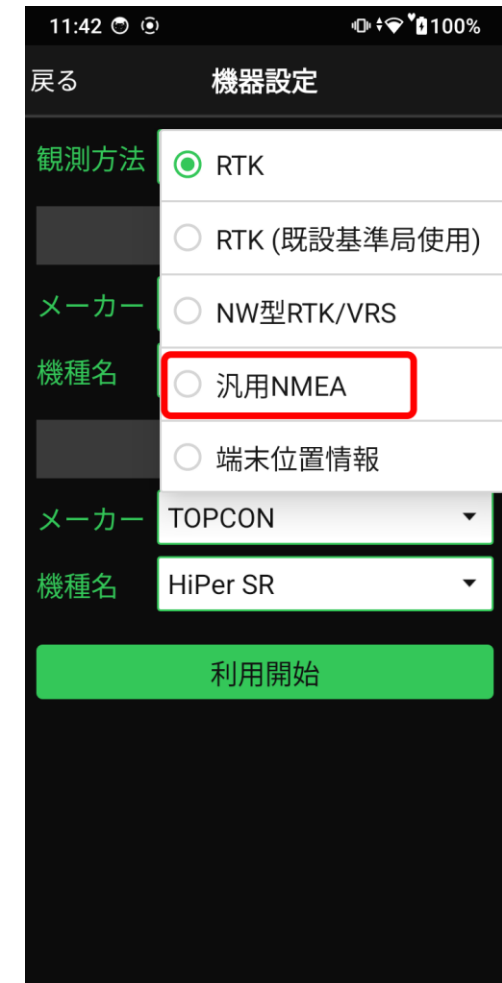 11:42 100%
戻る 機器設定
観測方法 RTK
RTK (既設基準局使用)
メーカー NW型RTK/VRS
機種名 汎用NMEA
端末位置情報
メーカー TOPCON
機種名 HiPer SR
利用開始